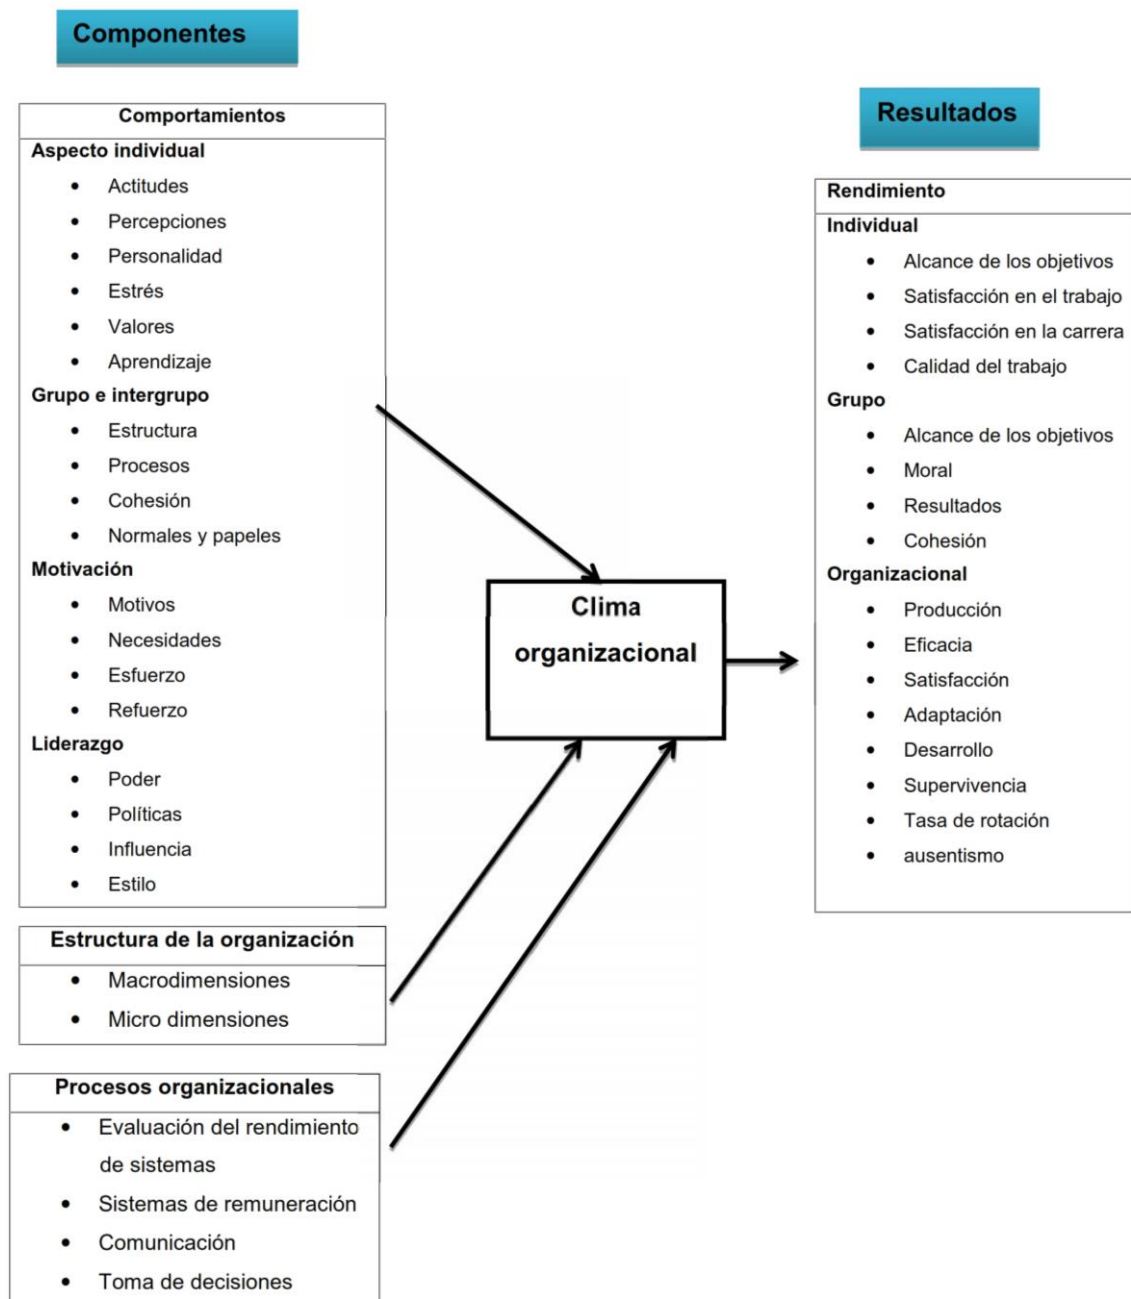 Componentes
Comportamientos
Aspecto individual
• Actitudes
• Percepciones
• Personalidad
• Estrés
• Valores
• Aprendizaje
Grupo e intergrupo
• Estructura
• Procesos
• Cohesión
• Normales y papeles
Motivación
• Motivos
• Necesidades
• Esfuerzo
• Refuerzo
Liderazgo
• Poder
• Políticas
• Influencia
• Estilo
Estructura de la organización
• Macrodimensiones
• Micro dimensiones
Procesos organizacionales
• Evaluación del rendimiento
de sistemas
• Sistemas de remuneración
• Comunicación
• Toma de decisiones
Clima
organizacional
Resultados
Rendimiento
Individual
• Alcance de los objetivos
• Satisfacción en el trabajo
• Satisfacción en la carrera
• Calidad del trabajo
Grupo
• Alcance de los objetivos
• Moral
• Resultados
• Cohesión
Organizacional
• Producción
• Eficacia
• Satisfacción
• Adaptación
• Desarrollo
• Supervivencia
• Tasa de rotación
• ausentismo